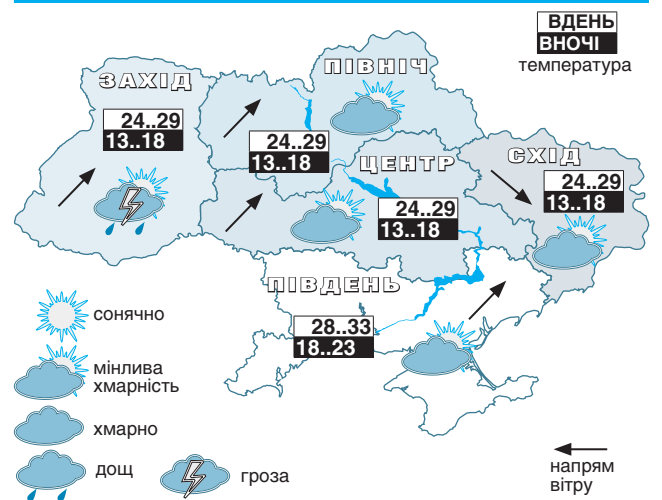 ВДЕНЬ
ВНОЧІ
температура
ПІВНІЧ
ЗАХІД
24..29
13..18
24..29
13..18
ЦЕНТР
СХІД
24..29
13..18
24..29
13..18
ПІВДЕНЬ
28..33
18..23
сонячно
мінлива
хмарність
хмарно
дощ
гроза
напрям
вітру